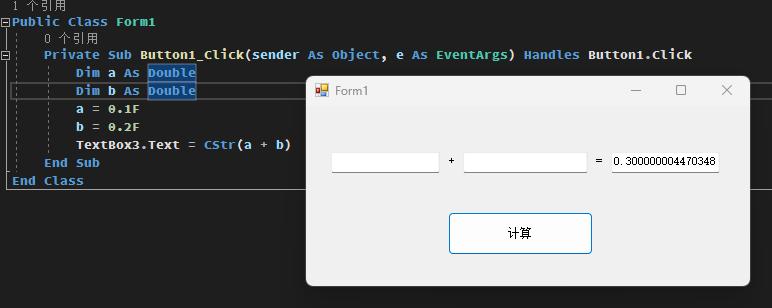 1 个引用
Public Class Form1
0 个引用
Private Sub Button1_Click(sender As Object, e As EventArgs) Handles Button1.Click
Dim a As Double
Dim b As Double
a = 0.1F
b = 0.2F
TextBox3.Text = CStr(a + b)
End Sub
End Class
Form1
+ = 0.300000004470348
计算